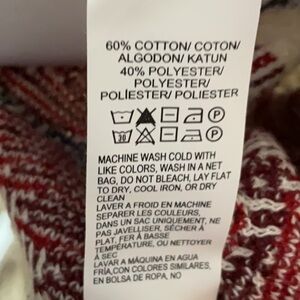 60% COTTON/ COTON/
ALGODON/ KATUN
40% POLYESTER/
POLYESTER/
POLİESTER/ POLIESTER
P
30 P
MACHINE WASH COLD WITH
LIKE COLORS, WASH IN A NET
BAG, DO NOT BLEACH, LAY FLAT
TO DRY, COOL IRON, OR DRY
CLEAN
LAVER A FROID EN MACHINE
SEPARER LES COULEURS,
DANS UN SAC UNIQUEMENT, NE
PAS JAVELLISER, SÉCHER À
PLAT, FER À BASSE
TEMPÉRATURE, OU NETTOYER
À SEC
LAVAR A MÁQUINA EN AGUA
FRÍA,CON COLORES SIMILARES,
EN BOLSA DE ROPA, NO